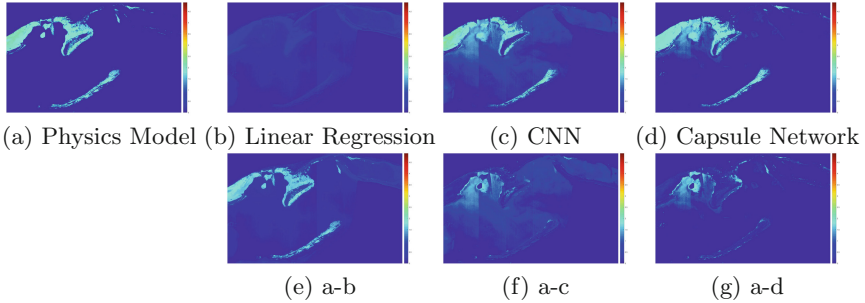 (a) Physics Model (b) Linear Regression (c) CNN (d) Capsule Network
(e) a-b (f) a-c (g) a-d